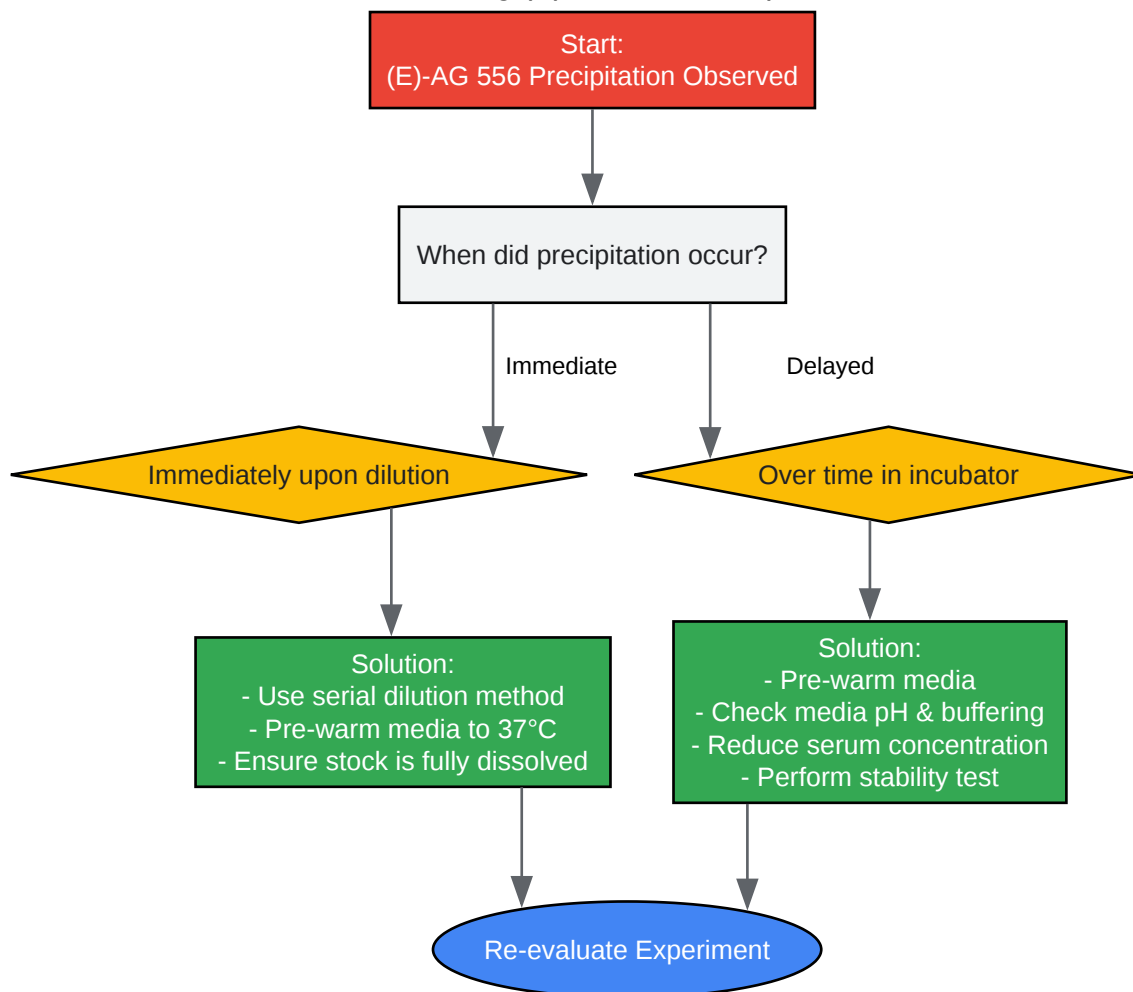 Start:
(E)-AG 556 Precipitation Observed
When did precipitation occur?
Immediate
Delayed
Immediately upon dilution
Over time in incubator
Solution:
- Use serial dilution method
- Pre-warm media to 37°C
- Ensure stock is fully dissolved
Solution:
- Pre-warm media
- Check media pH & buffering
- Reduce serum concentration
- Perform stability test
Re-evaluate Experiment